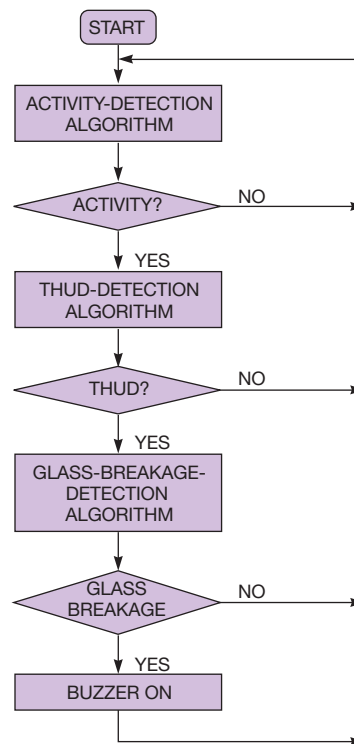 START
ACTIVITY-DETECTION
ALGORITHM
ACTIVITY?
NO
YES
THUD-DETECTION
ALGORITHM
THUD?
NO
YES
GLASS-BREAKAGE-
DETECTION
ALGORITHM
GLASS
BREAKAGE
NO
YES
BUZZER ON